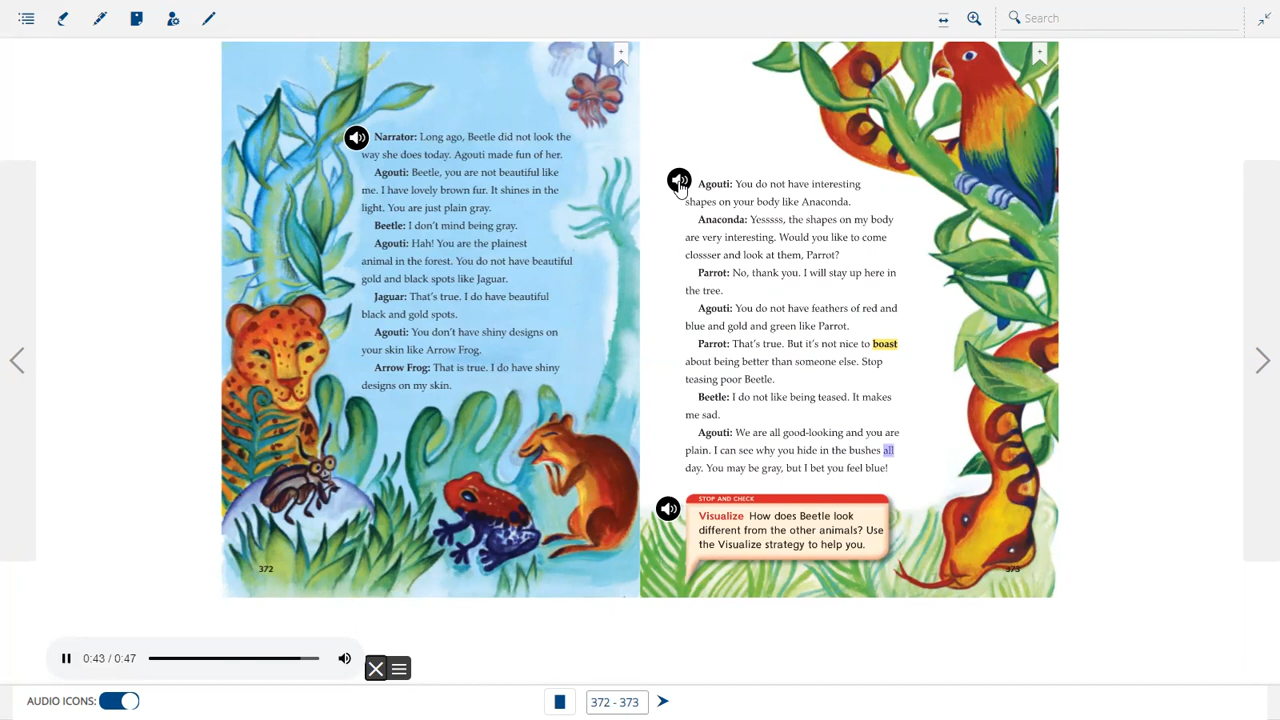 Search
Narrator: Long ago, Beetle did not look the
way she does today. Agouti made fun of her.
Agouti: Beetle, you are not beautiful like
me. I have lovely brown fur. It shines in the
light. You are just plain gray.
Beetle: I don't mind being gray.
Agouti: Hah! You are the plainest
animal in the forest. You do not have beautiful
gold and black spots like Jaguar.
Jaguar: That's true. I do have beautiful
black and gold spots.
Agouti: You don't have shiny designs on
your skin like Arrow Frog.
Arrow Frog: That is true. I do have shiny
designs on my skin.
372
Agouti: You do not have interesting
shapes on your body like Anaconda.
Anaconda: Yesssss, the shapes on my body
are very interesting. Would you like to come
clossser and look at them, Parrot?
Parrot: No, thank you. I will stay up here in
the tree.
Agouti: You do not have feathers of red and
blue and gold and green like Parrot.
Parrot: That's true. But it's not nice to boast
about being better than someone else. Stop
teasing poor Beetle.
Beetle: I do not like being teased. It makes
me sad.
Agouti: We are all good-looking and you are
plain. I can see why you hide in the bushes all
day. You may be gray, but I bet you feel blue!
STOP AND CHECK
Visualize How does Beetle look
different from the other animals? Use
the Visualize strategy to help you.
373
0:43 / 0:47
AUDIO ICONS:
372 - 373